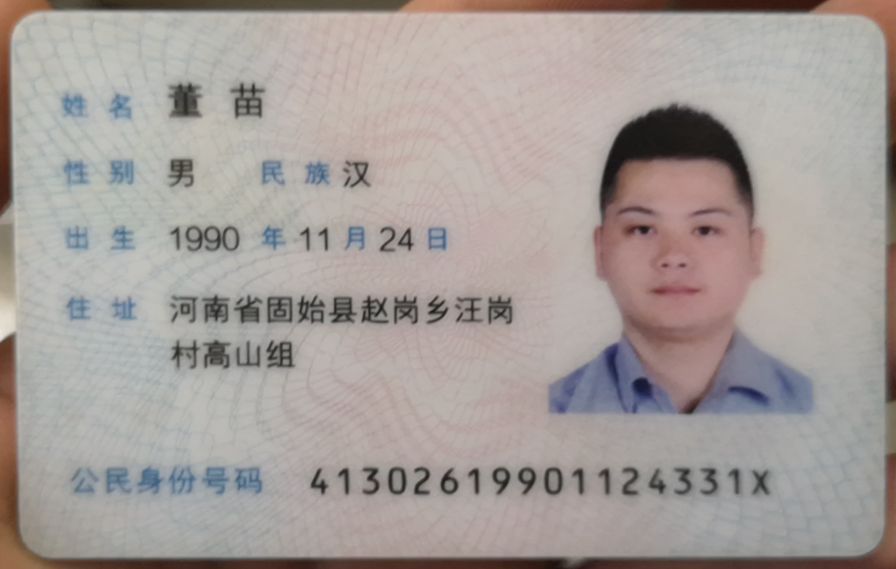 姓名 董苗
性别 男 民族 汉
出生 1990 年 11 月 24 日
住址 河南省固始县赵岗乡汪岗
村高山组
公民身份号码 41302619901124331X